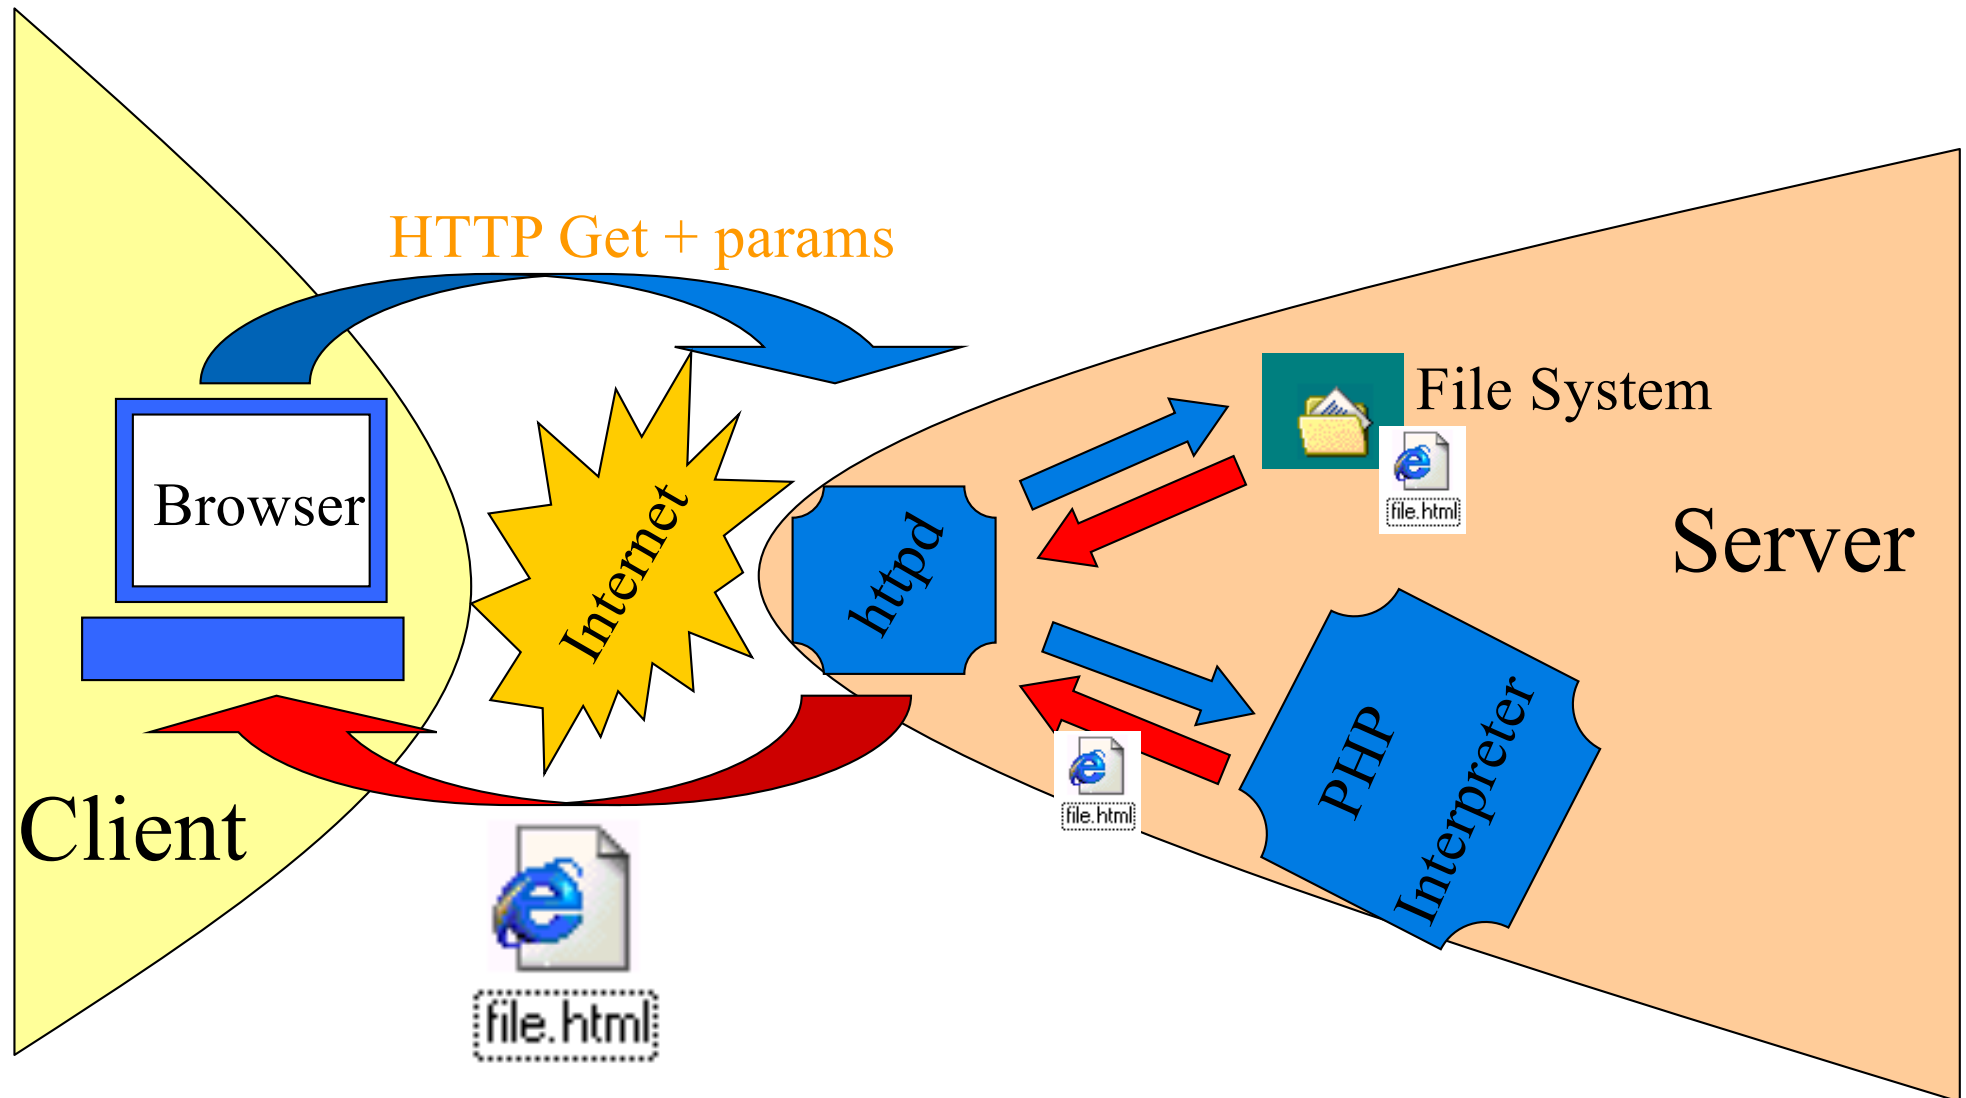 HTTP Get + params
File System
file.html
Browser
Internet
httpd
Server
PHP
Interpreter
file.html
Client
file.html